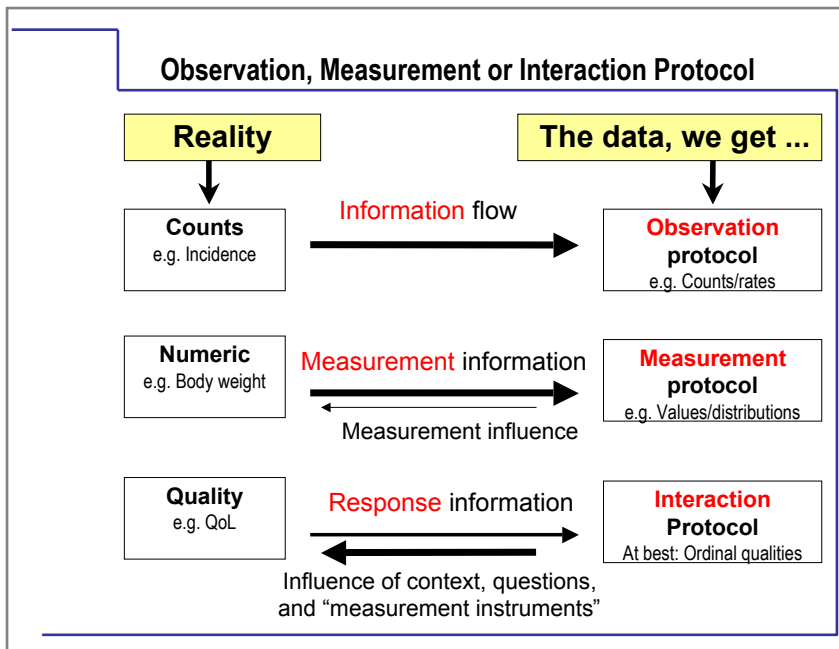 Observation, Measurement or Interaction Protocol
Reality
The data, we get ...
Counts
e.g. Incidence
Information flow
Observation
protocol
e.g. Counts/rates
Numeric
e.g. Body weight
Measurement information
Measurement influence
Measurement
protocol
e.g. Values/distributions
Quality
e.g. QoL
Response information
Influence of context, questions,
and “measurement instruments”
Interaction
Protocol
At best: Ordinal qualities